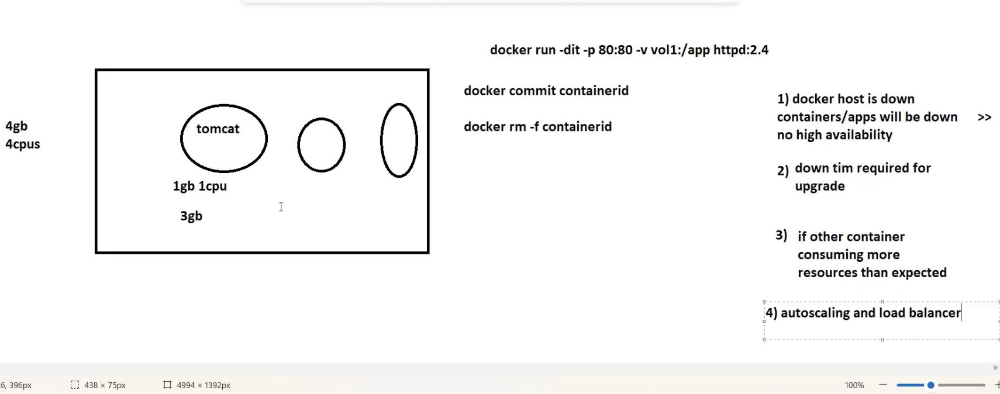 docker run -dit -p 80:80 -v vol1:/app httpd:2.4
docker commit containerid
docker rm -f containerid
4gb
4cpus
tomcat
1gb 1cpu
3gb
1) docker host is down
containers/apps will be down >>
no high availability
2) down tim required for
upgrade
3) if other container
consuming more
resources than expected
4) autoscaling and load balancer
6, 396px
438 × 75px
4994 × 1392px
100%